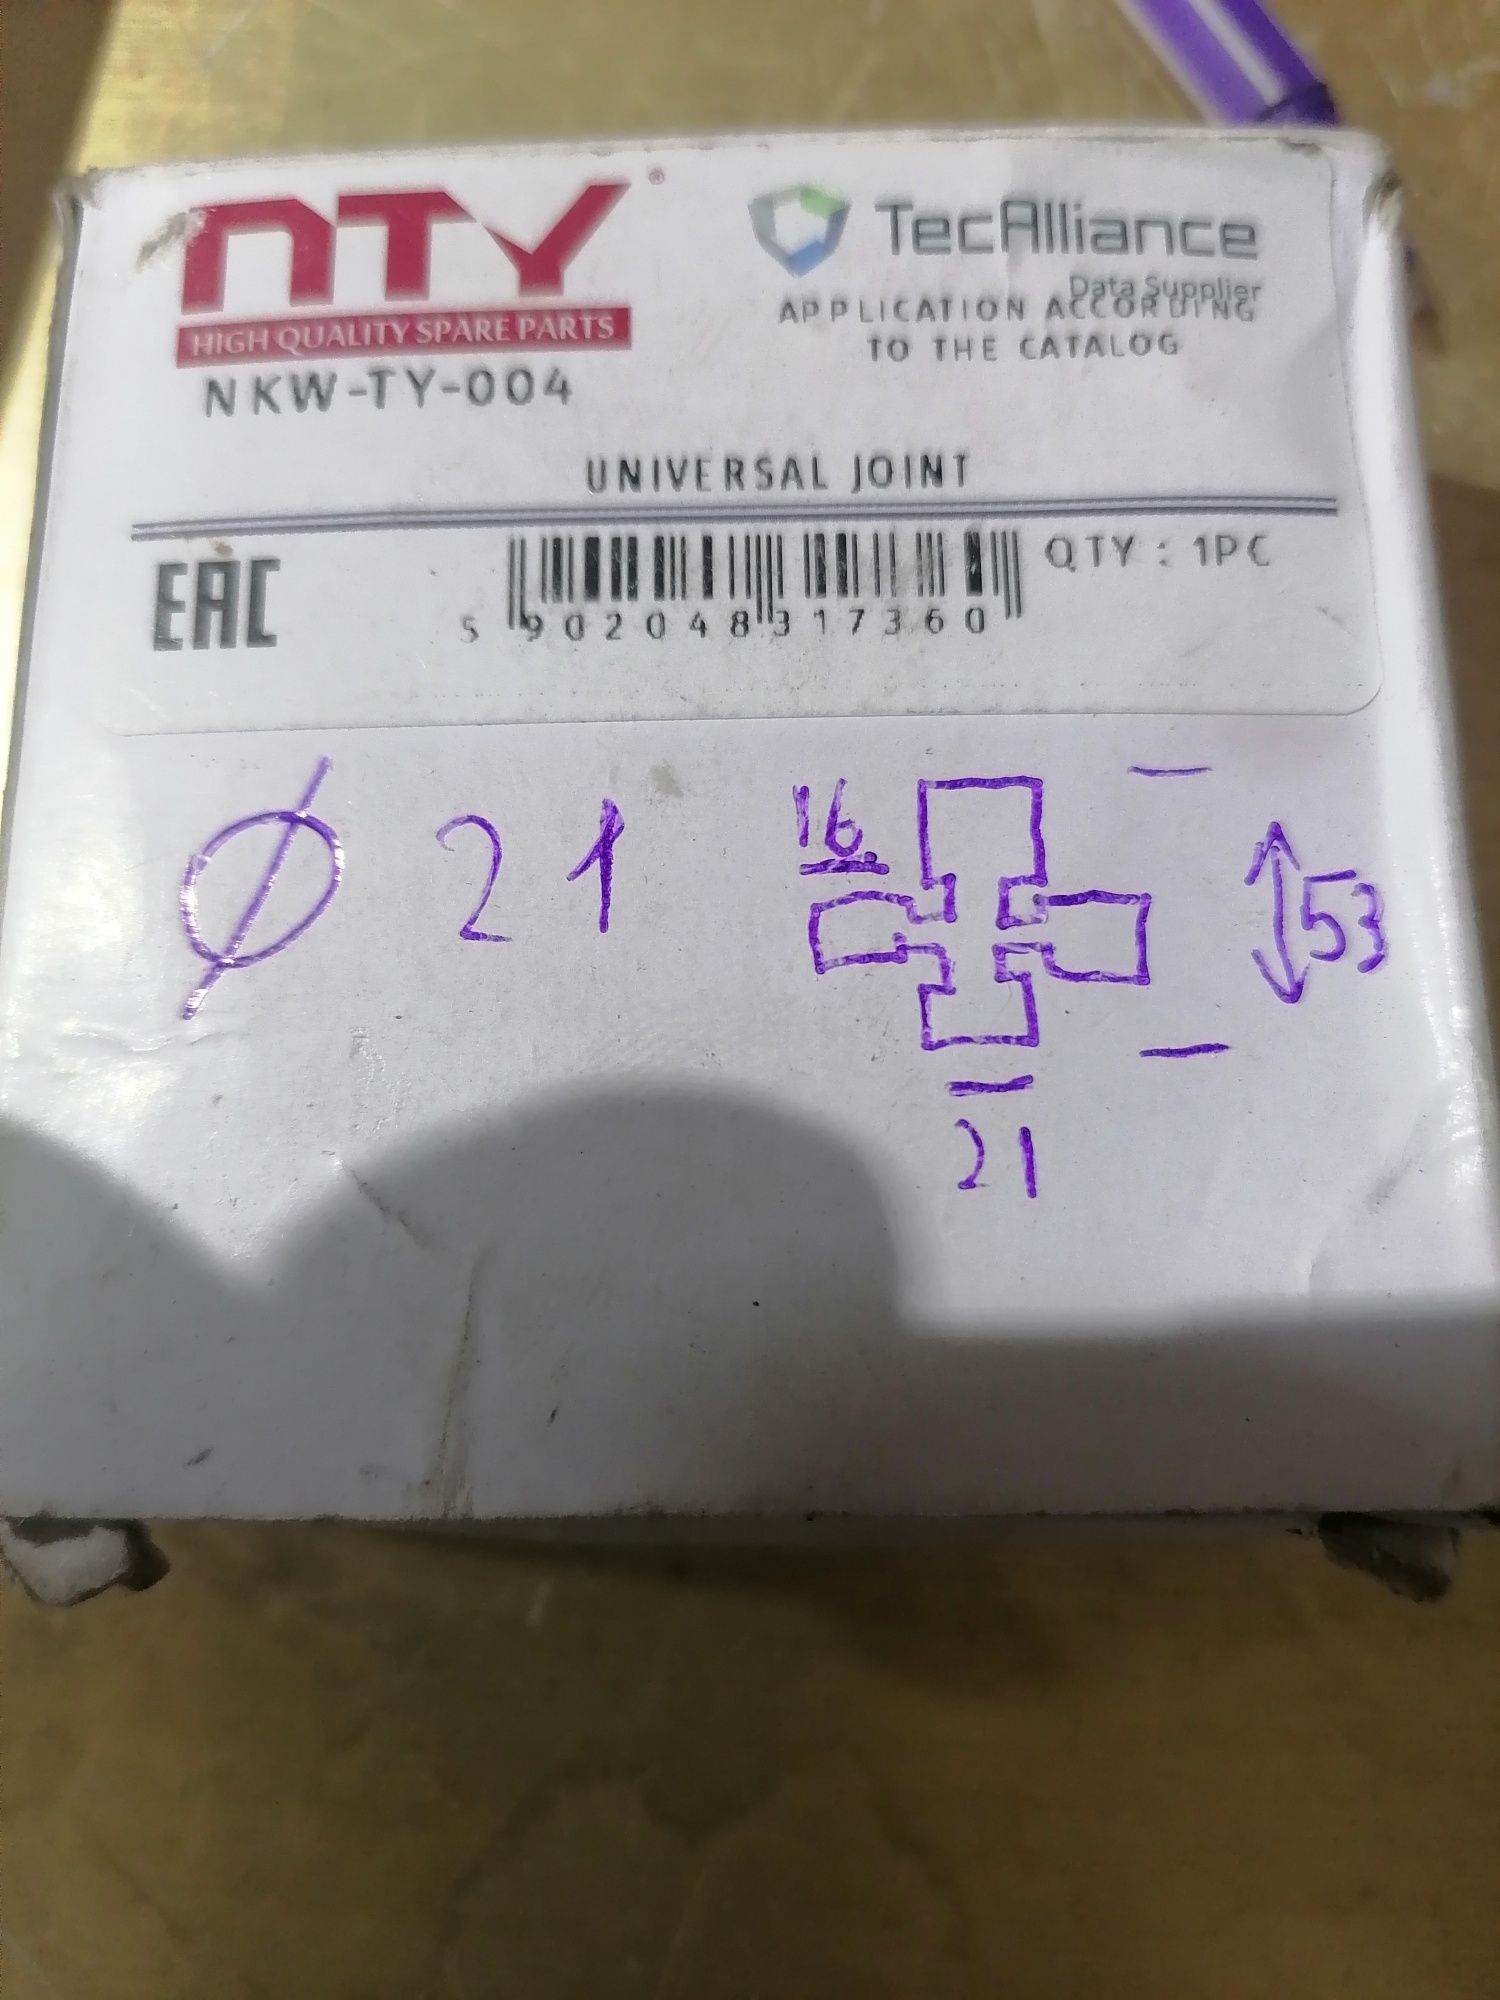 NTY®
HIGH QUALITY SPARE PARTS
NKW-TY-004
TecAlliance
Data Supplier
APPLICATION ACCORDING
TO THE CATALOG
UNIVERSAL JOINT
EAC
5 902048 317360
QTY : 1PC
Ø 21
16
53
21